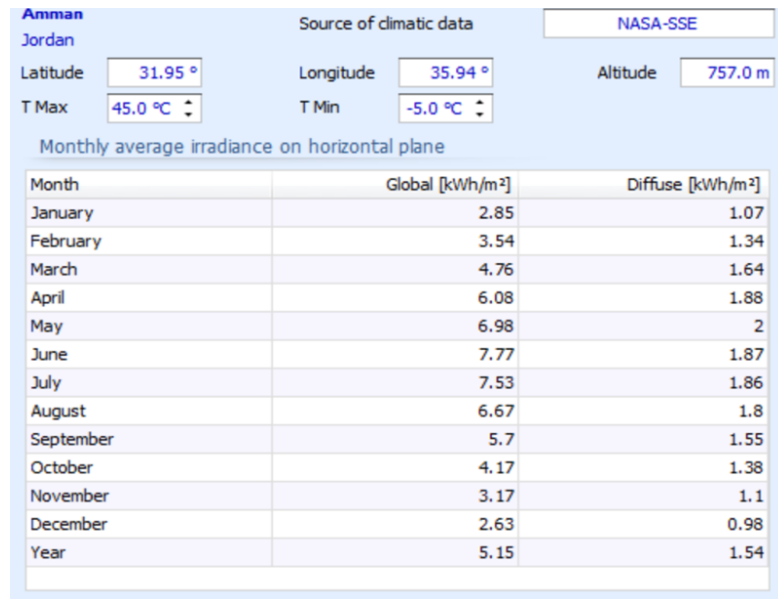 Amman
Jordan
Source of climatic data NASA-SSE
Latitude 31.95 ° Longitude 35.94 ° Altitude 757.0 m
T Max 45.0 °C T Min -5.0 °C
Monthly average irradiance on horizontal plane
Month Global [kWh/m²] Diffuse [kWh/m²]
January 2.85 1.07
February 3.54 1.34
March 4.76 1.64
April 6.08 1.88
May 6.98 2
June 7.77 1.87
July 7.53 1.86
August 6.67 1.8
September 5.7 1.55
October 4.17 1.38
November 3.17 1.1
December 2.63 0.98
Year 5.15 1.54